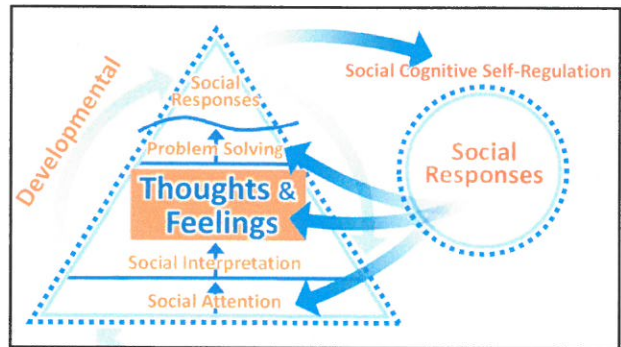 Developmental
Social
Responses
Problem Solving
Thoughts &
Feelings
Social Interpretation
Social Attention
Social Cognitive Self-Regulation
Social
Responses